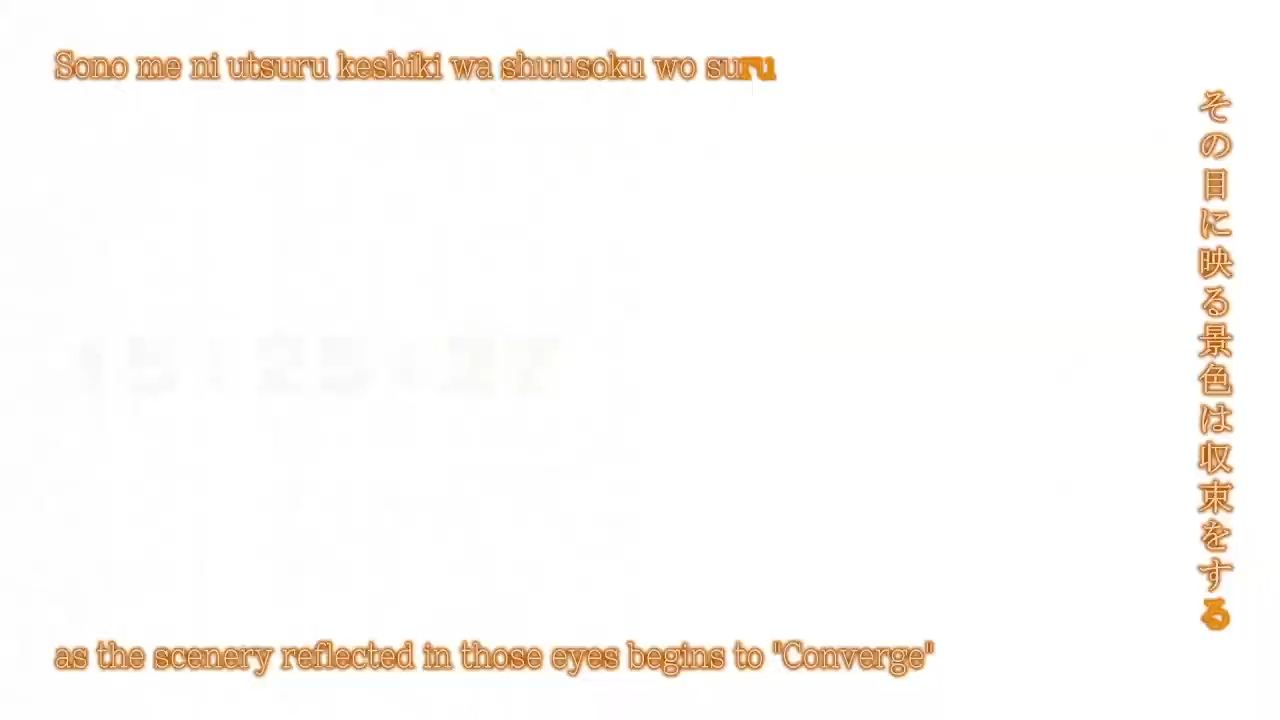 Sono me ni utsuru keshiki wa shuusoku wo suru
その目に映る景色は収束をする
as the scenery reflected in those eyes begins to "Converge"